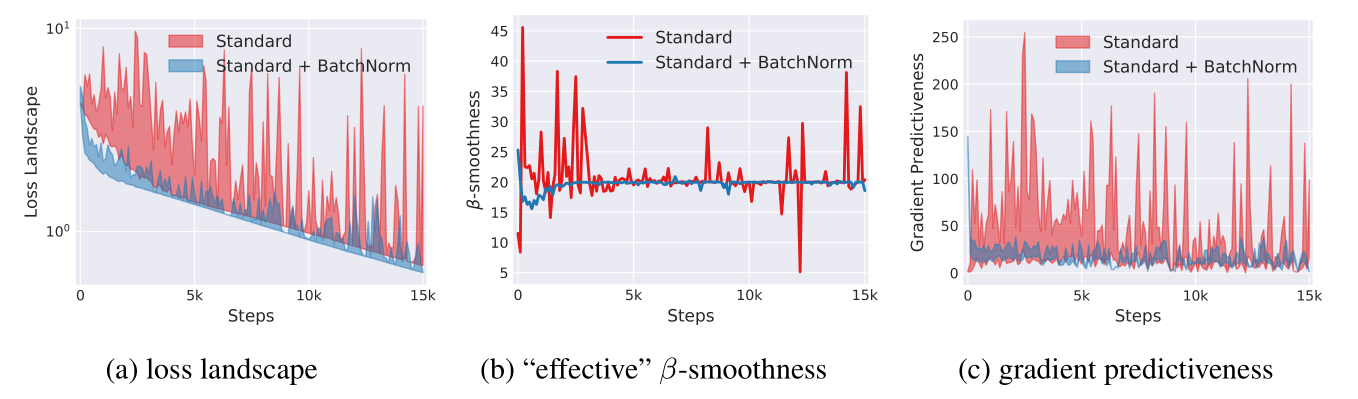 Loss Landscape
10¹
10⁰
Standard
Standard + BatchNorm
0 5k 10k 15k
Steps
(a) loss landscape
β-smoothness
45
40
35
30
25
20
15
10
5
Standard
Standard + BatchNorm
0 5k 10k 15k
Steps
(b) “effective” β-smoothness
Gradient Predictiveness
250
200
150
100
50
0
Standard
Standard + BatchNorm
0 5k 10k 15k
Steps
(c) gradient predictiveness